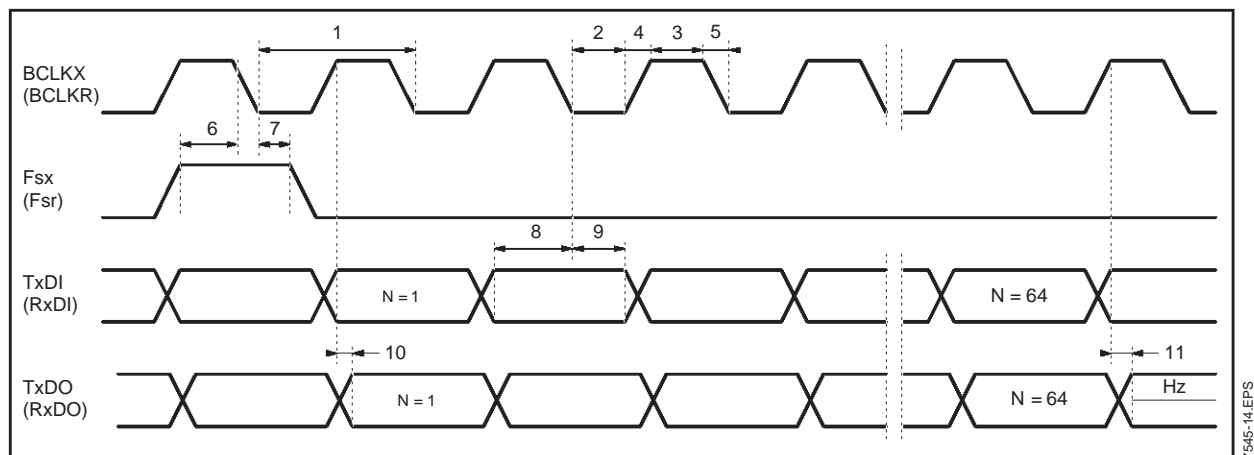 1 2 4 3 5
BCLKX
(BCLKR)
6 7
Fsx
(Fsr)
8 9
TxDI
(RxDI)
N = 1 N = 64
10 11
TxDO
(RxDO)
N = 1 N = 64 Hz
7545-14.EPS